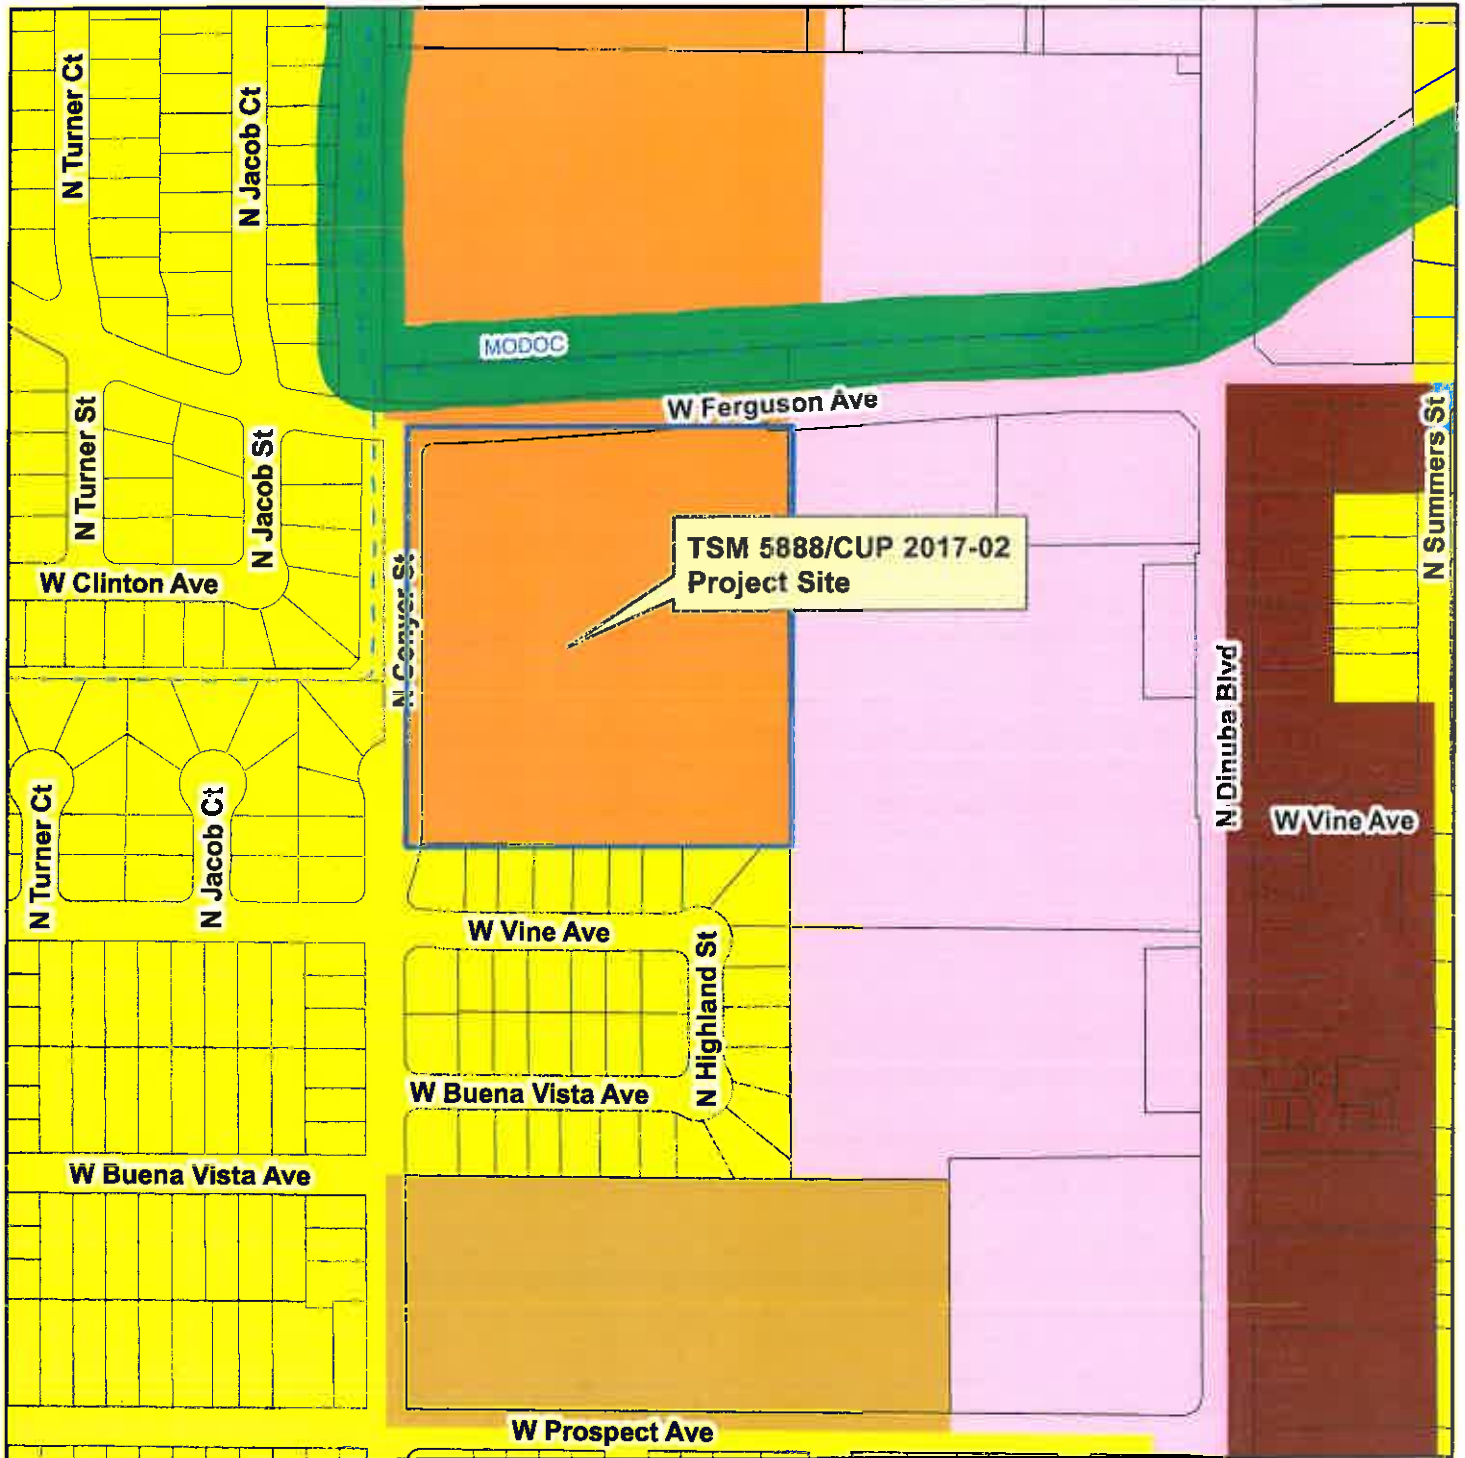 N Turner Ct
N Jacob Ct
MODOC
W Ferguson Ave
N Turner St
N Jacob St
N Summers St
TSM 5888/CUP 2017-02
Project Site
W Clinton Ave
N Conyer St
N Dinuba Blvd
N Turner Ct
N Jacob Ct
W Vine Ave
W Vine Ave
N Highland St
W Buena Vista Ave
W Buena Vista Ave
W Prospect Ave